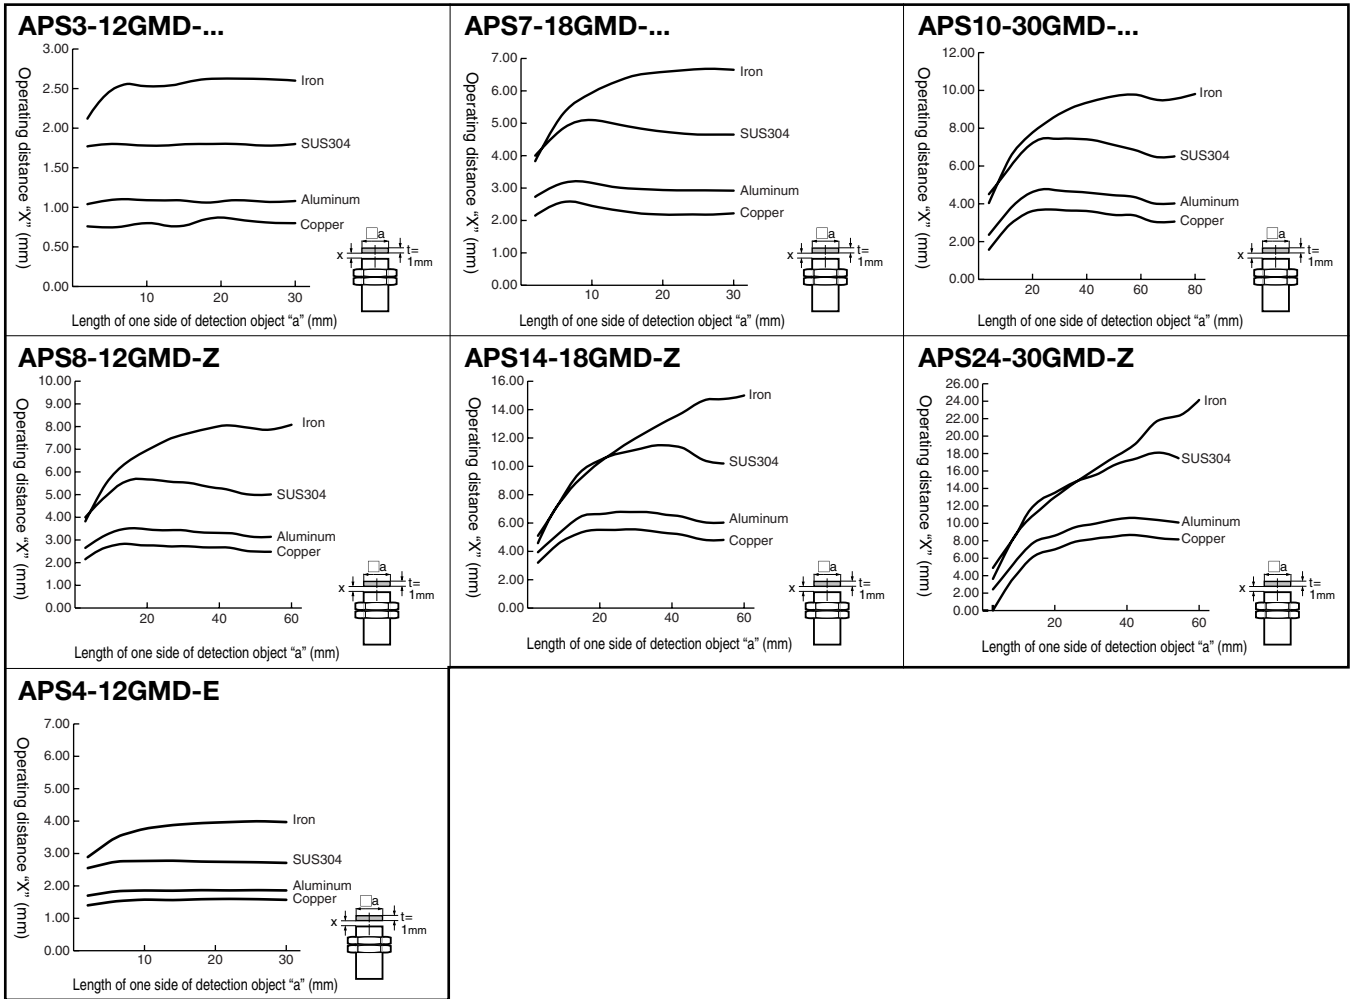 APS3-12GMD-...
3.00
2.50
2.00
1.50
1.00
0.50
0.00
Operating distance “X” (mm)
Iron
SUS304
Aluminum
Copper
10 20 30
Length of one side of detection object “a” (mm)
□a
x
t=
1mm
APS7-18GMD-...
7.00
6.00
5.00
4.00
3.00
2.00
1.00
0.00
Operating distance “X” (mm)
Iron
SUS304
Aluminum
Copper
10 20 30
Length of one side of detection object “a” (mm)
□a
x
t=
1mm
APS10-30GMD-...
12.00
10.00
8.00
6.00
4.00
2.00
0.00
Operating distance “X” (mm)
Iron
SUS304
Aluminum
Copper
20 40 60 80
Length of one side of detection object “a” (mm)
□a
x
t=
1mm
APS8-12GMD-Z
10.00
9.00
8.00
7.00
6.00
5.00
4.00
3.00
2.00
1.00
0.00
Operating distance “X” (mm)
Iron
SUS304
Aluminum
Copper
20 40 60
Length of one side of detection object “a” (mm)
□a
x
t=
1mm
APS14-18GMD-Z
16.00
14.00
12.00
10.00
8.00
6.00
4.00
2.00
0.00
Operating distance “X” (mm)
Iron
SUS304
Aluminum
Copper
20 40 60
Length of one side of detection object “a” (mm)
□a
x
t=
1mm
APS24-30GMD-Z
26.00
24.00
22.00
20.00
18.00
16.00
14.00
12.00
10.00
8.00
6.00
4.00
2.00
0.00
Operating distance “X” (mm)
Iron
SUS304
Aluminum
Copper
20 40 60
Length of one side of detection object “a” (mm)
□a
x
t=
1mm
APS4-12GMD-E
7.00
6.00
5.00
4.00
3.00
2.00
1.00
0.00
Operating distance “X” (mm)
Iron
SUS304
Aluminum
Copper
10 20 30
Length of one side of detection object “a” (mm)
□a
x
t=
1mm